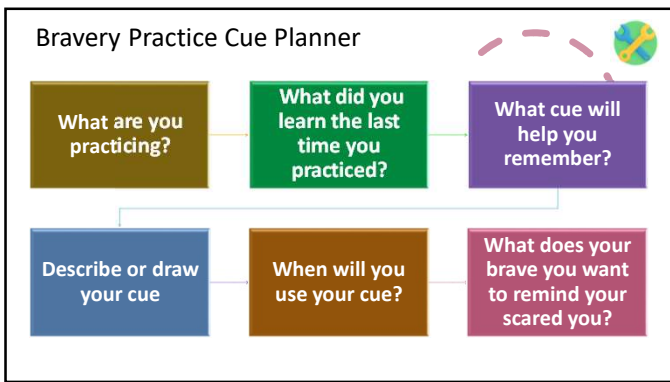 Bravery Practice Cue Planner
What are you
practicing?
What did you
learn the last
time you
practiced?
What cue will
help you
remember?
Describe or draw
your cue
When will you
use your cue?
What does your
brave you want
to remind your
scared you?